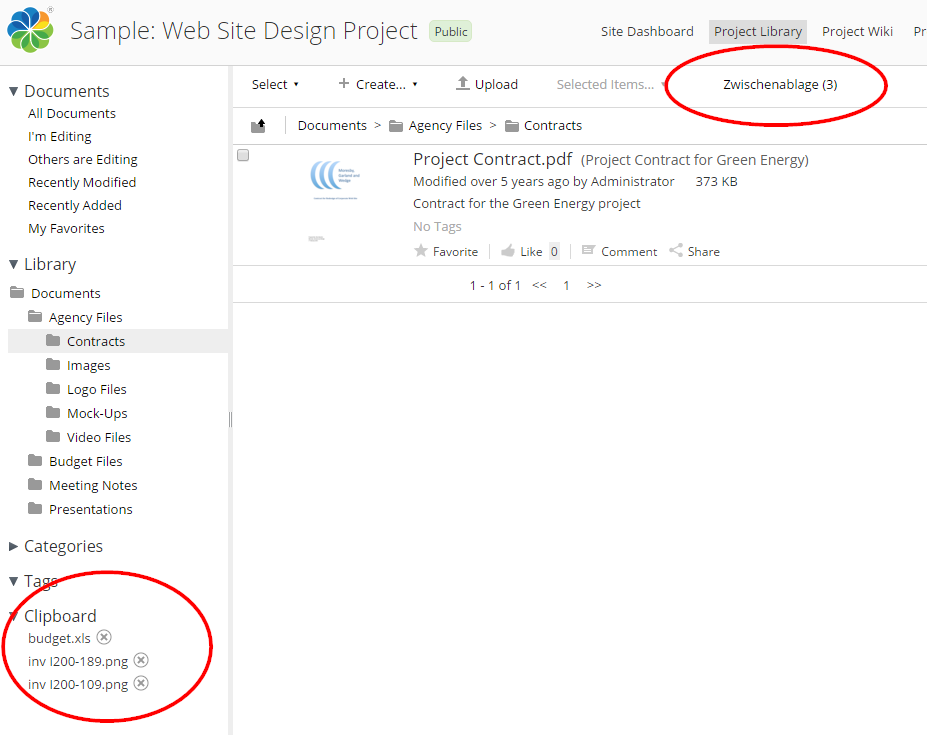 Sample: Web Site Design Project Public Site Dashboard Project Library Project Wiki Pr
Select Create... Upload Selected Items... Zwischenablage (3)
Documents > Agency Files > Contracts
Project Contract.pdf (Project Contract for Green Energy)
Modified over 5 years ago by Administrator 373 KB
Contract for the Green Energy project
No Tags
Favorite Like 0 Comment Share
1 - 1 of 1 << 1 >>
Documents
All Documents
I'm Editing
Others are Editing
Recently Modified
Recently Added
My Favorites
Library
Documents
Agency Files
Contracts
Images
Logo Files
Mock-Ups
Video Files
Budget Files
Meeting Notes
Presentations
Categories
Tags
Clipboard
budget.xls
inv I200-189.png
inv I200-109.png